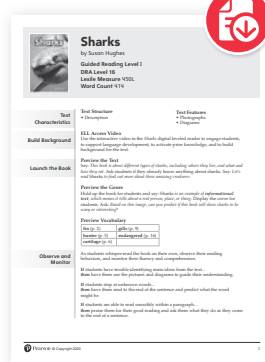 Sharks
Sharks
by Susan Hughes
Guided Reading Level I
DRA Level 16
Lexile Measure 450L
Word Count 474
Text
Characteristics
Text Structure
• Description
Text Features
• Photographs
• Diagrams
Build Background
ELL Access Video
Use the interactive video in the Sharks digital leveled reader to engage students,
to support language development, to activate prior knowledge, and to build
background for the text.
Launch the Book
Preview the Text
Say: This book is about different types of sharks, including where they live, and what and
how they eat. Ask students if they already know anything about sharks. Say: Let's
read Sharks to find out more about these amazing creatures.
Preview the Genre
Hold up the book for students and say: Sharks is an example of informational
text, which means it tells about a real person, place, or thing. Display the cover for
students. Ask: Based on this image, can you predict if this book will show sharks to be
scary or interesting?
Preview Vocabulary
fin (p. 2)
gills (p. 9)
hunter (p. 5)
endangered (p. 16)
cartilage (p. 6)
Observe and
Monitor
As students whisper-read the book on their own, observe their reading
behaviors, and monitor their fluency and comprehension.
If students have trouble identifying main ideas from the text...
then have them use the pictures and diagrams to guide their understanding.
If students stop at unknown words...
then have them read to the end of the sentence and predict what the word
might be.
If students are able to read smoothly within a paragraph...
then praise them for their good reading and ask them what they do as they come
to the end of a sentence.
Pearson © Copyright 2020
1